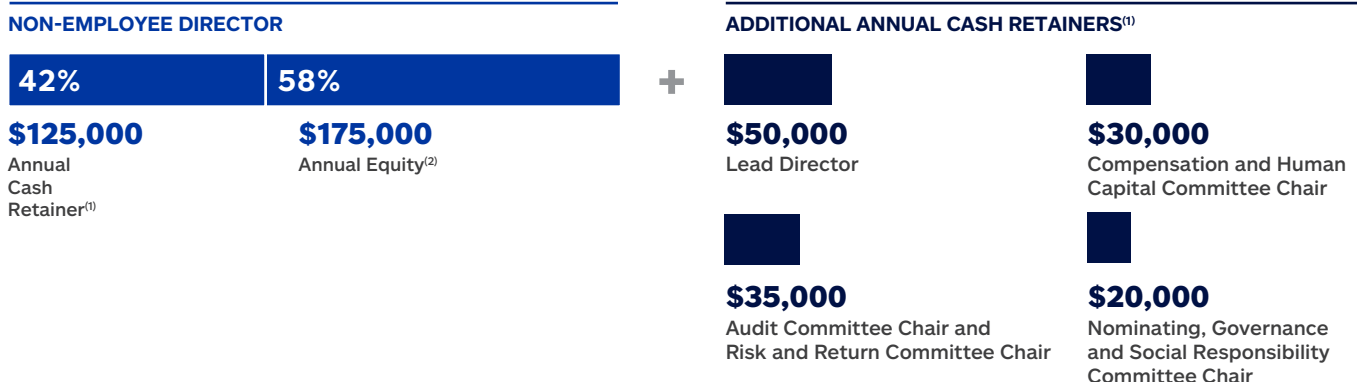 NON-EMPLOYEE DIRECTOR
42%
58%
$125,000
Annual
Cash
Retainer(1)
$175,000
Annual Equity(2)
+
ADDITIONAL ANNUAL CASH RETAINERS(1)
$50,000
Lead Director
$30,000
Compensation and Human
Capital Committee Chair
$35,000
Audit Committee Chair and
Risk and Return Committee Chair
$20,000
Nominating, Governance
and Social Responsibility
Committee Chair